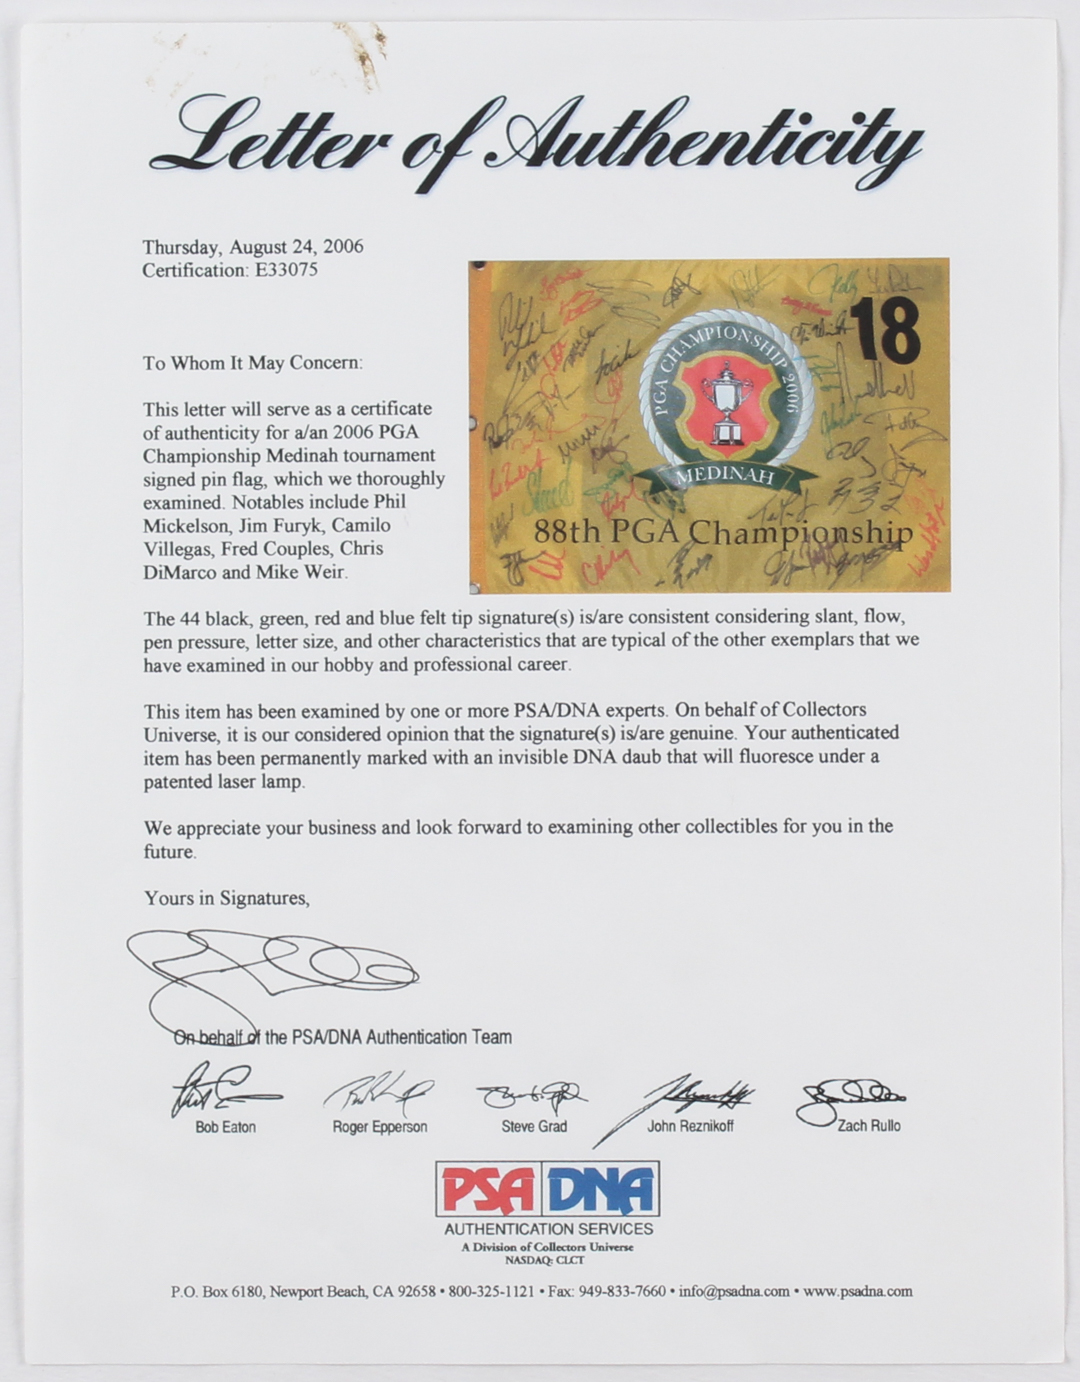 Letter of Authenticity
Thursday, August 24, 2006
Certification: E33075
To Whom It May Concern:
This letter will serve as a certificate
of authenticity for a/an 2006 PGA
Championship Medinah tournament
signed pin flag, which we thoroughly
examined. Notables include Phil
Mickelson, Jim Furyk, Camilo
Villegas, Fred Couples, Chris
DiMarco and Mike Weir.
18
PGA CHAMPIONSHIP 2006
MEDINAH
88th PGA Championship
The 44 black, green, red and blue felt tip signature(s) is/are consistent considering slant, flow,
pen pressure, letter size, and other characteristics that are typical of the other exemplars that we
have examined in our hobby and professional career.
This item has been examined by one or more PSA/DNA experts. On behalf of Collectors
Universe, it is our considered opinion that the signature(s) is/are genuine. Your authenticated
item has been permanently marked with an invisible DNA daub that will fluoresce under a
patented laser lamp.
We appreciate your business and look forward to examining other collectibles for you in the
future.
Yours in Signatures,
On behalf of the PSA/DNA Authentication Team
Bob Eaton Roger Epperson Steve Grad John Reznikoff Zach Rullo
PSA DNA
AUTHENTICATION SERVICES
A Division of Collectors Universe
NASDAQ: CLCT
P.O. Box 6180, Newport Beach, CA 92658 • 800-325-1121 • Fax: 949-833-7660 • info@psadna.com • www.psadna.com